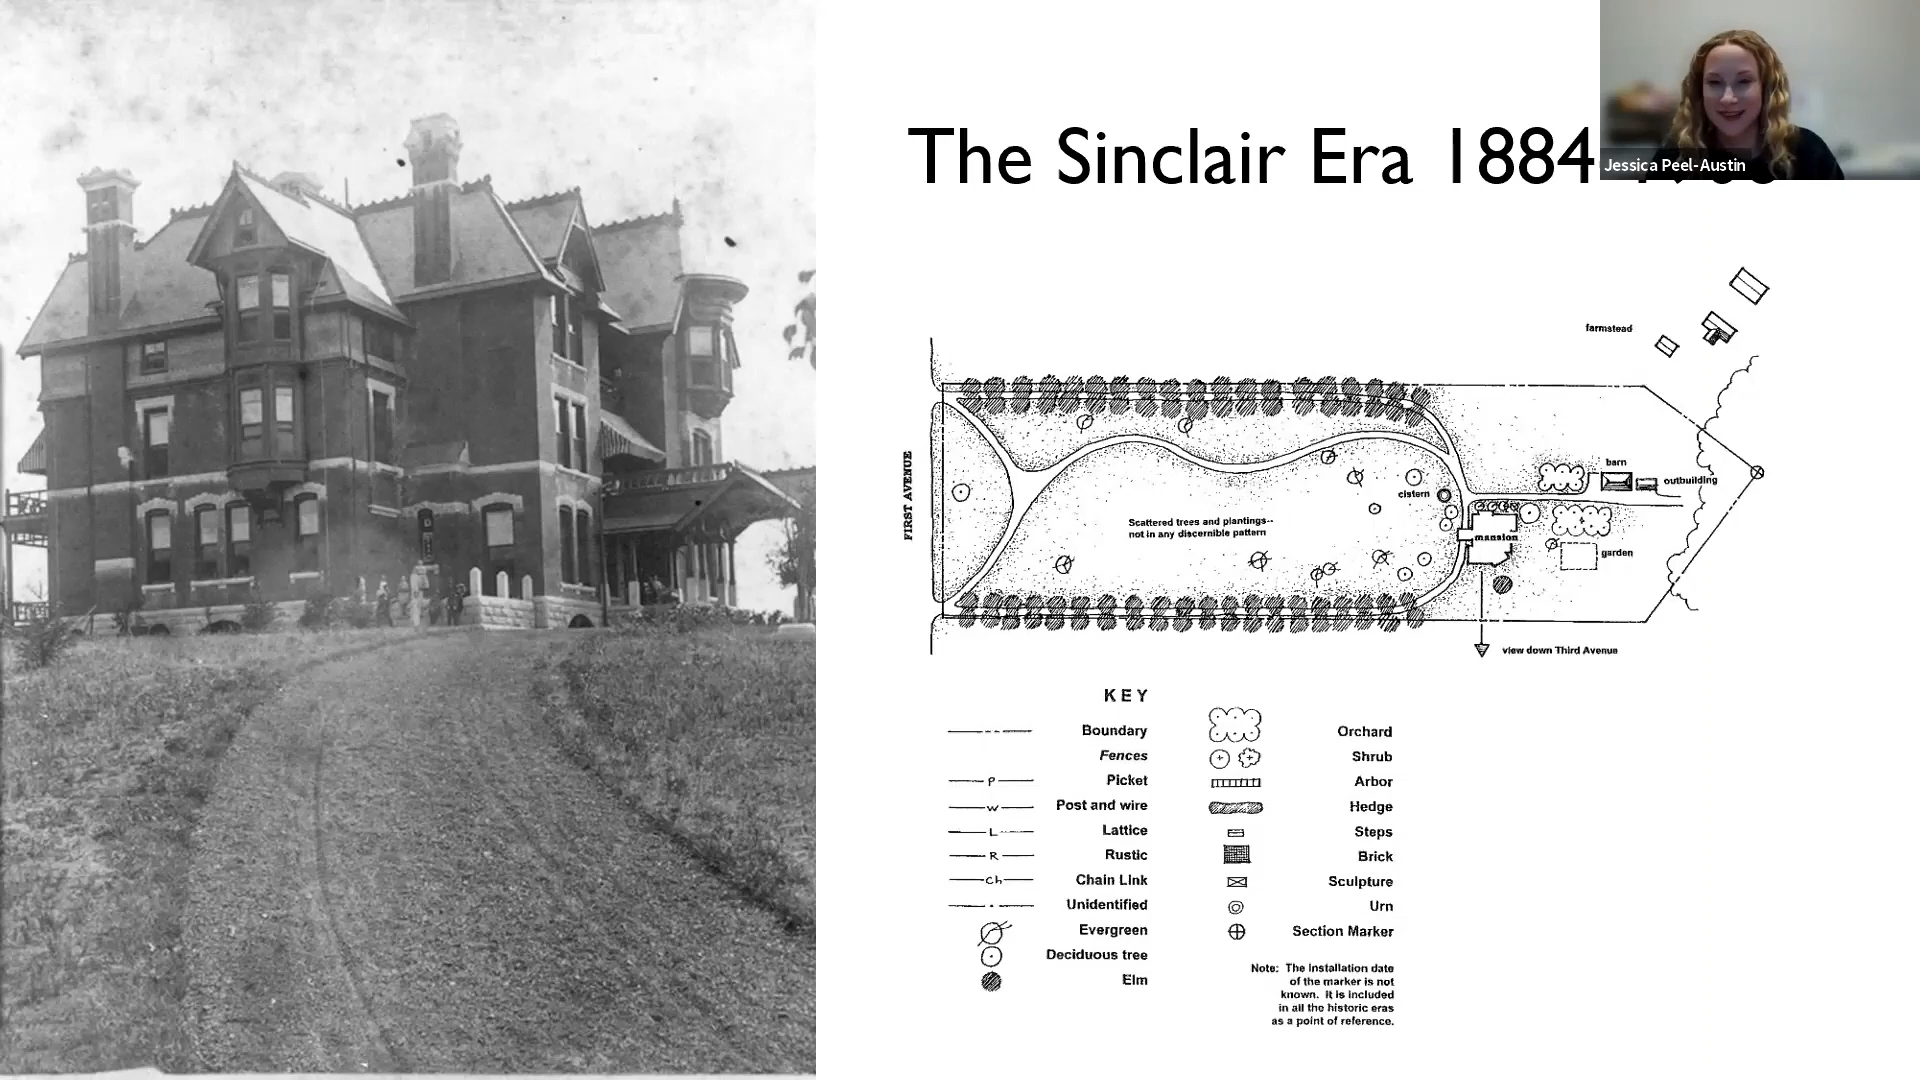 The Sinclair Era 1884
Jessica Peel-Austin
farmstead
FIRST AVENUE
barn
outbuilding
cistern
Scattered trees and plantings--
not in any discernible pattern
mansion
garden
view down Third Avenue
KEY
Boundary
Fences
P
Picket
W
Post and wire
L
Lattice
R
Rustic
Ch
Chain Link
Unidentified
Evergreen
Deciduous tree
Elm
Orchard
Shrub
Arbor
Hedge
Steps
Brick
Sculpture
Urn
Section Marker
Note: The installation date
of the marker is not
known. It is included
in all the historic eras
as a point of reference.